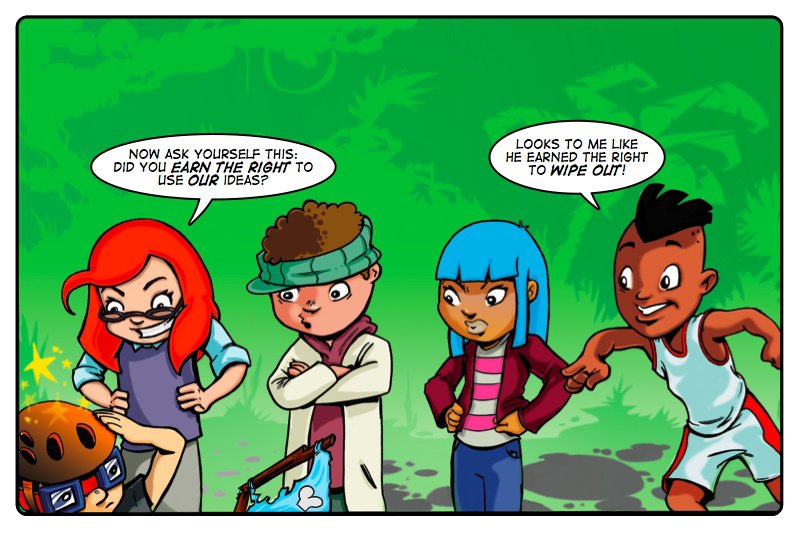 NOW ASK YOURSELF THIS:
DID YOU EARN THE RIGHT TO
USE OUR IDEAS?
LOOKS TO ME LIKE
HE EARNED THE RIGHT
TO WIPE OUT!